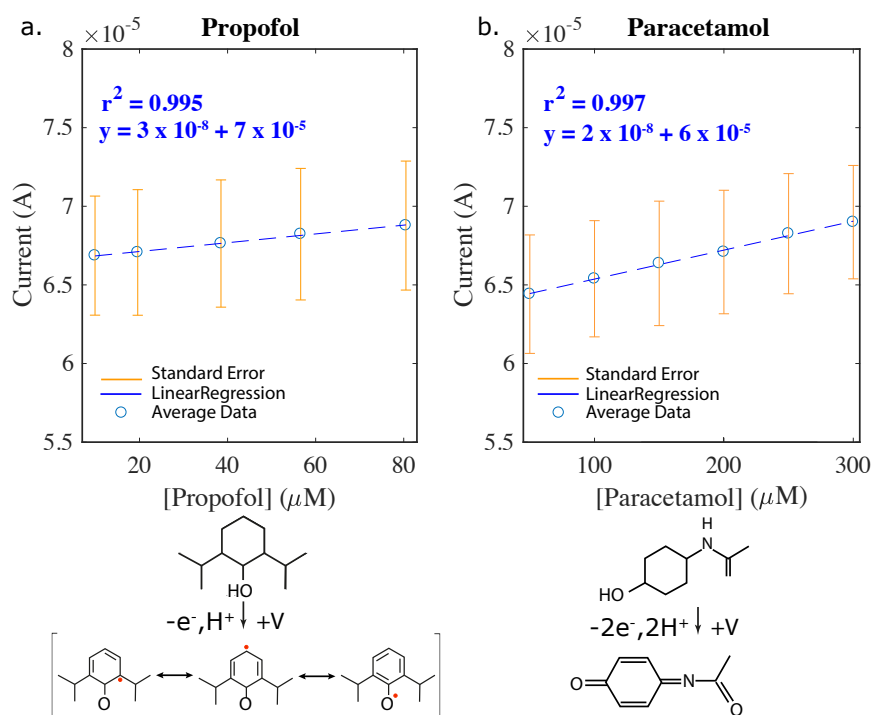 a.
×10⁻⁵
Propofol
8
7.5
7
6.5
6
5.5
Current (A)
r² = 0.995
y = 3 x 10⁻⁸ + 7 x 10⁻⁵
Standard Error
LinearRegression
Average Data
20 40 60 80
[Propofol] (μM)
HO
-e⁻,H⁺ +V
O O O
b.
×10⁻⁵
Paracetamol
8
7.5
7
6.5
6
5.5
Current (A)
r² = 0.997
y = 2 x 10⁻⁸ + 6 x 10⁻⁵
Standard Error
LinearRegression
Average Data
100 200 300
[Paracetamol] (μM)
H
N
HO
-2e⁻,2H⁺ +V
O N
O